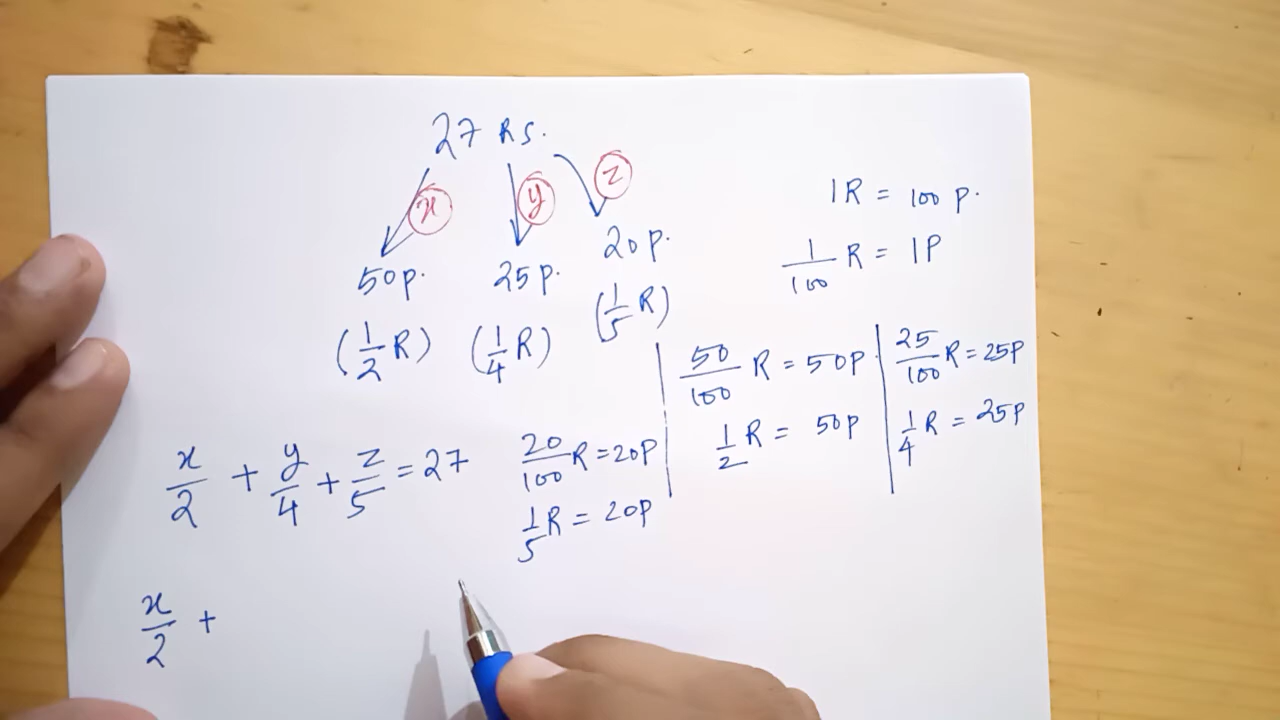 27 RS.
x y z
50p. 25p. 20p.
(1/2 R) (1/4 R) (1/5 R)
1R = 100 p.
1/100 R = 1P
50/100 R = 50p
1/2 R = 50p
25/100 R = 25p
1/4 R = 25p
20/100 R = 20p
1/5 R = 20p
x/2 + y/4 + z/5 = 27
x/2 +